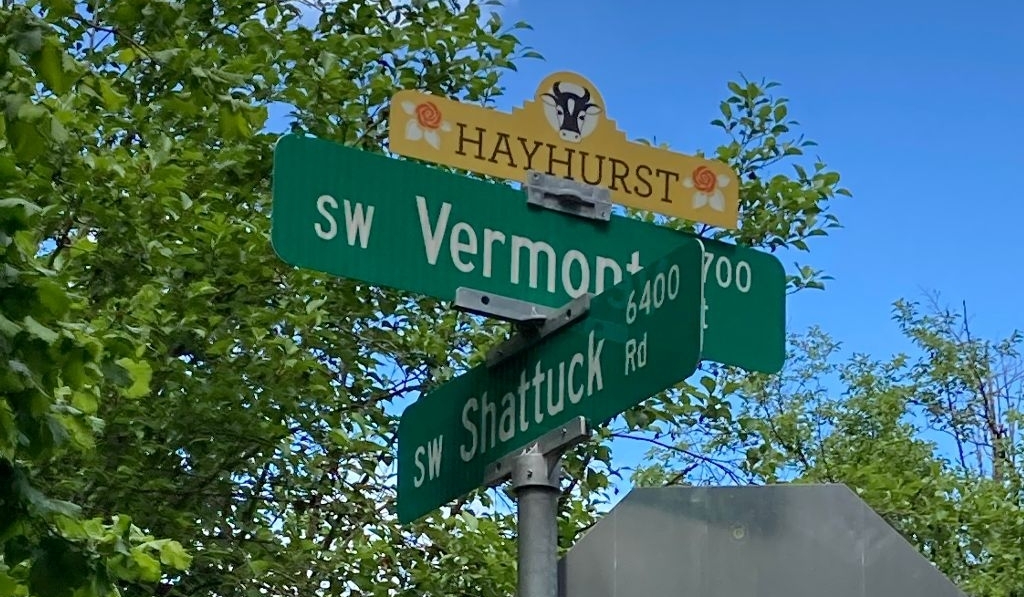 HAYHURST
SW Vermont
700
6400
SW Shattuck Rd